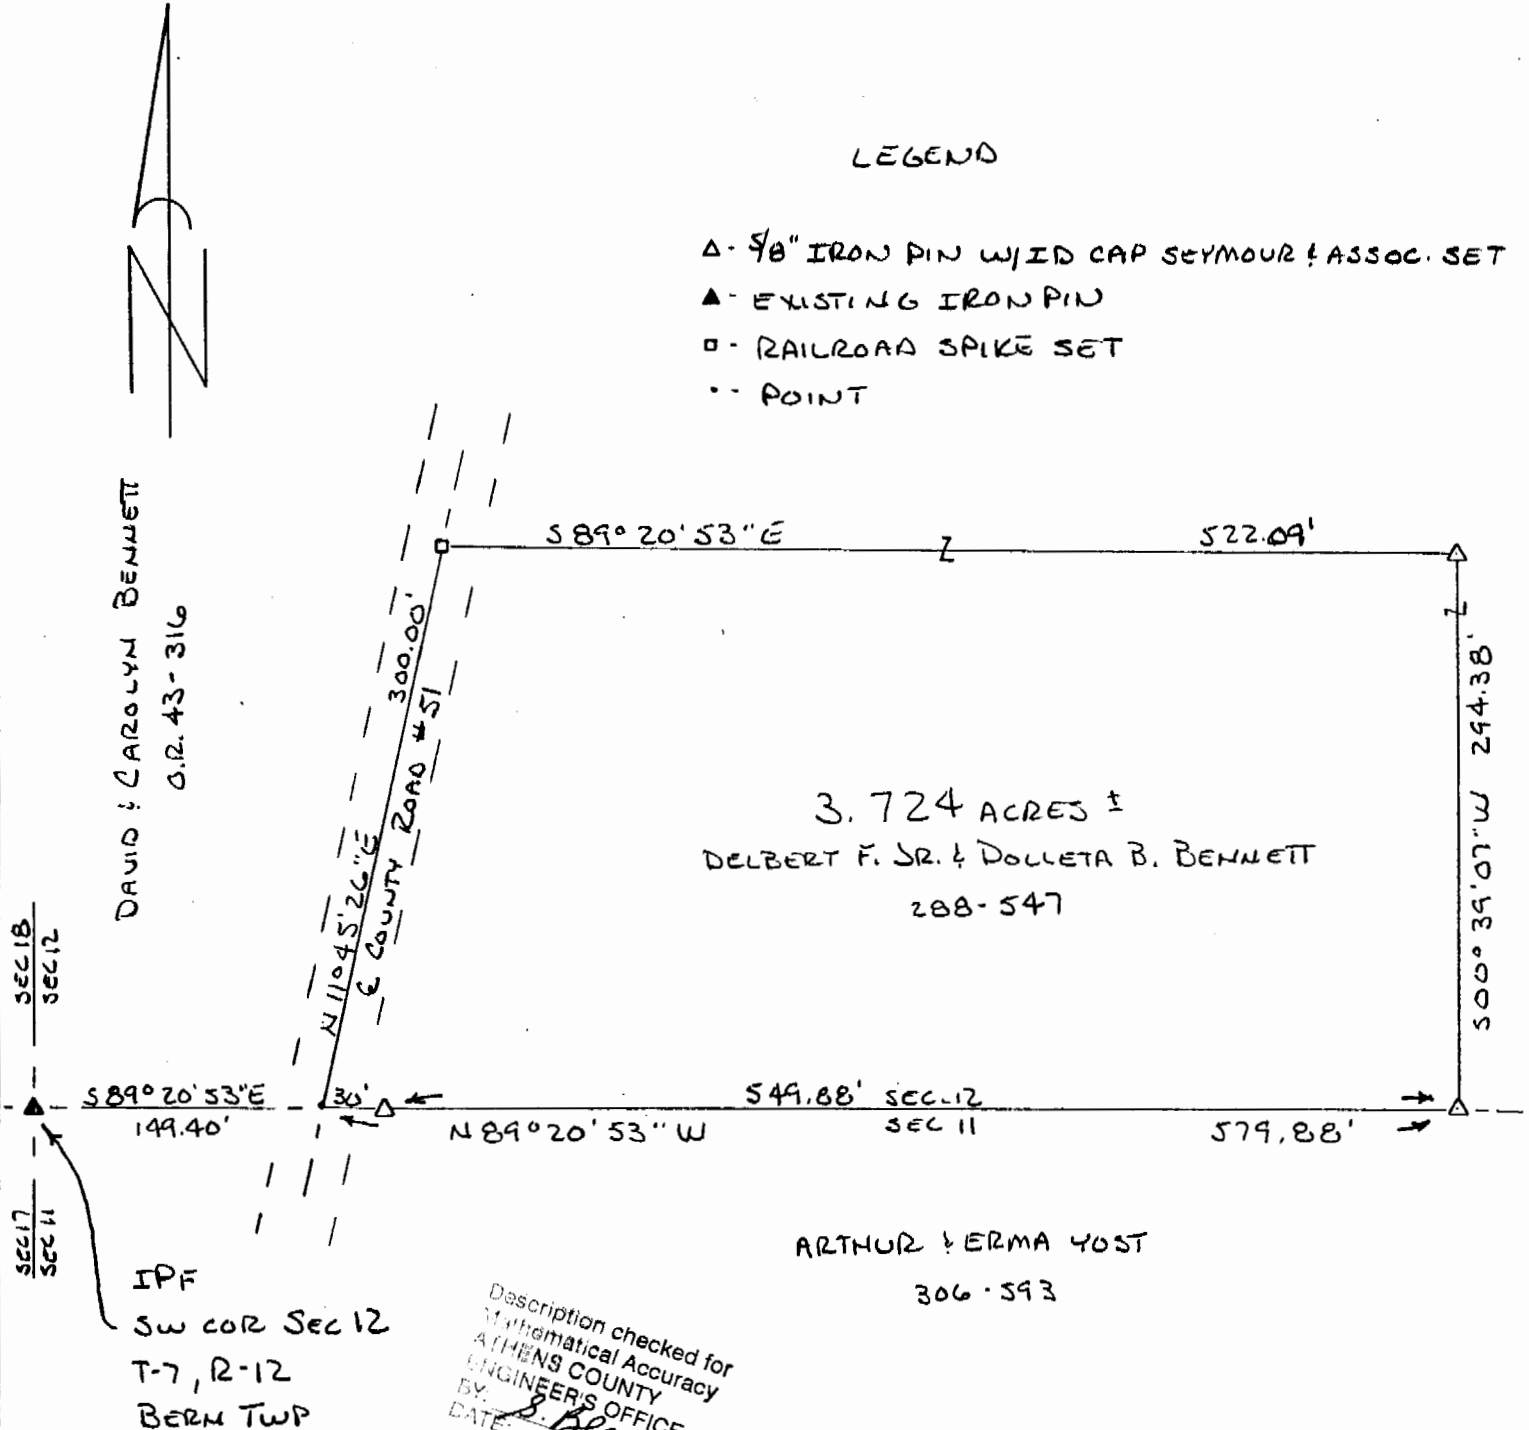 N
LEGEND
△ - 5/8" IRON PIN W/ID CAP SEYMOUR & ASSOC. SET
▲ - EXISTING IRON PIN
□ - RAILROAD SPIKE SET
· - POINT
DAVID & CAROLYN BENNETT
O.R. 43-316
S 89° 20' 53" E
522.09'
300.00'
N 11° 45' 26" E
℄ COUNTY ROAD #51
S 00° 39' 07" W 294.38'
3.724 ACRES ±
DELBERT F. JR. & DOLLETA B. BENNETT
288-547
SEC 18
SEC 12
S 89° 20' 53" E
149.40'
30'
549.88' SEC. 12
SEC 11
N 89° 20' 53" W
579.88'
SEC 17
SEC 11
ARTHUR & ERMA YOST
306-593
IPF
SW COR SEC 12
T-7, R-12
BERN TWP
Description checked for
Mathematical Accuracy
ATHENS COUNTY
ENGINEER'S OFFICE
BY: S.
DATE: